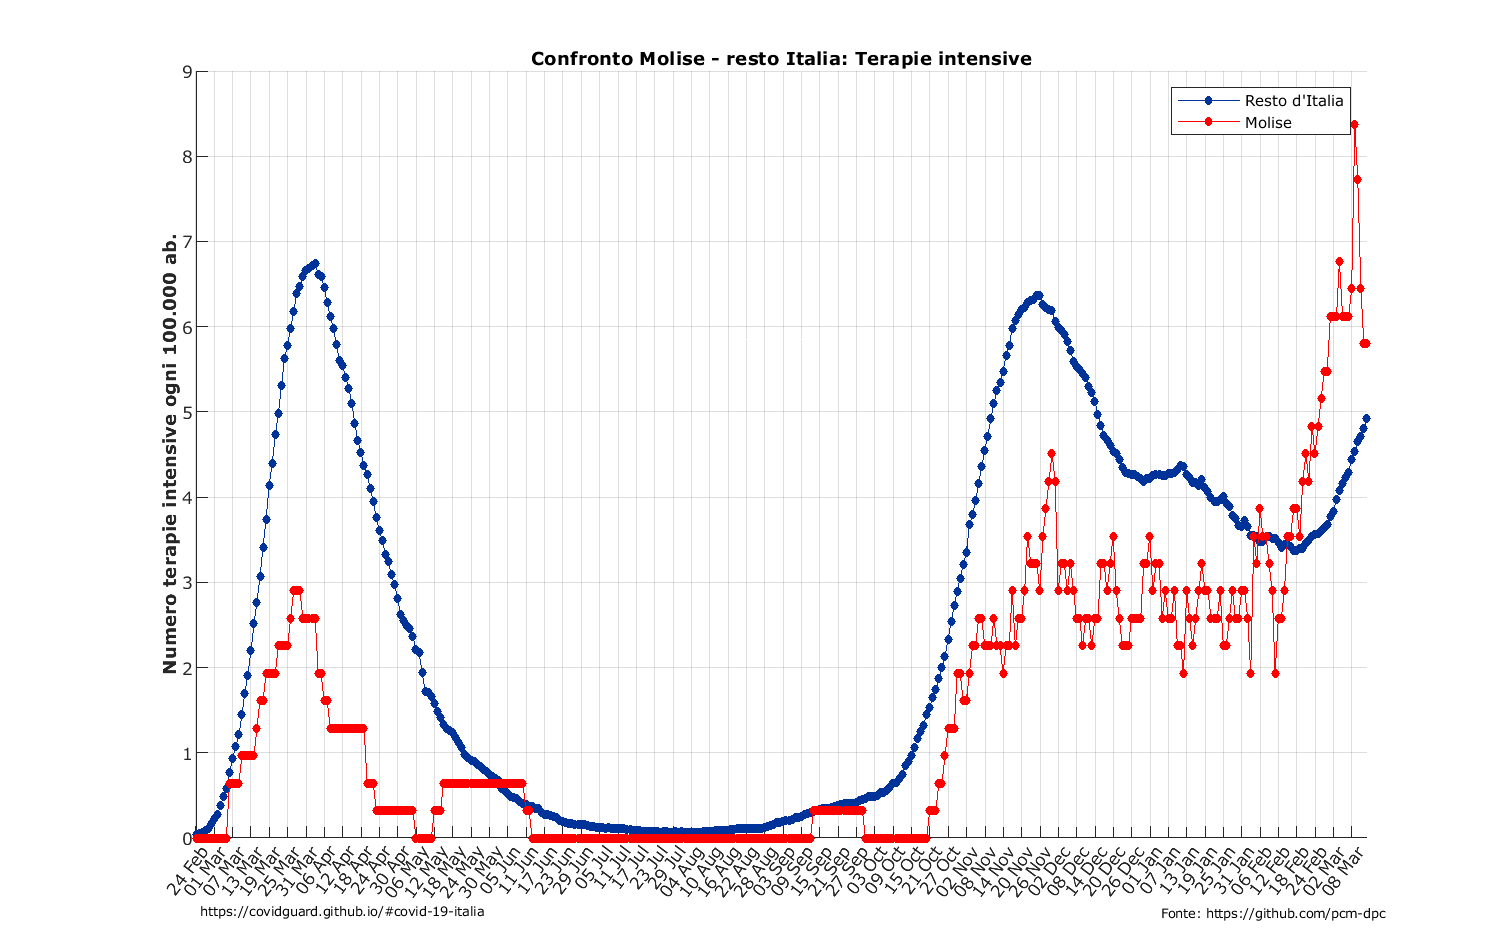 Confronto Molise - resto Italia: Terapie intensive
Resto d'Italia
Molise
Numero terapie intensive ogni 100.000 ab.
9
8
7
6
5
4
3
2
1
0
24 Feb
01 Mar
07 Mar
13 Mar
19 Mar
25 Mar
31 Mar
06 Apr
12 Apr
18 Apr
24 Apr
30 Apr
06 May
12 May
18 May
24 May
30 May
05 Jun
11 Jun
17 Jun
23 Jun
29 Jun
05 Jul
11 Jul
17 Jul
23 Jul
29 Jul
04 Aug
10 Aug
16 Aug
22 Aug
28 Aug
03 Sep
09 Sep
15 Sep
21 Sep
27 Sep
03 Oct
09 Oct
15 Oct
21 Oct
27 Oct
02 Nov
08 Nov
14 Nov
20 Nov
26 Nov
02 Dec
08 Dec
14 Dec
20 Dec
26 Dec
01 Jan
07 Jan
13 Jan
19 Jan
25 Jan
31 Jan
06 Feb
12 Feb
18 Feb
24 Feb
02 Mar
08 Mar
https://covidguard.github.io/#covid-19-italia
Fonte: https://github.com/pcm-dpc